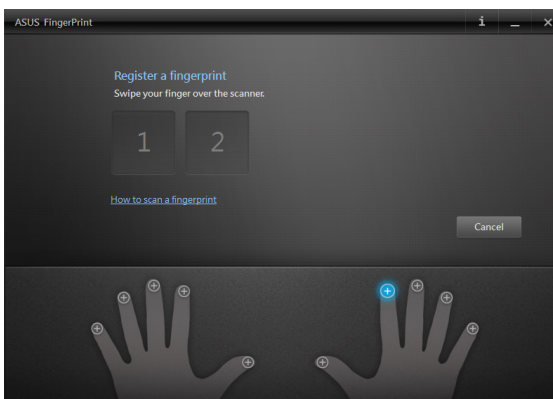 ASUS FingerPrint
Register a fingerprint
Swipe your finger over the scanner.
1 2
How to scan a fingerprint
Cancel